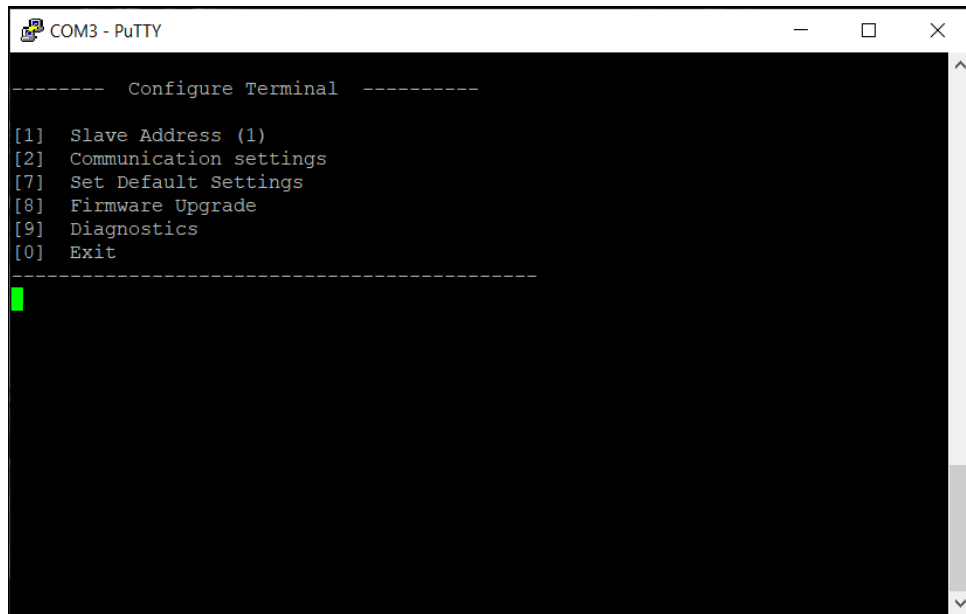 COM3 - PuTTY
--------  Configure Terminal  ----------
[1]  Slave Address (1)
[2]  Communication settings
[7]  Set Default Settings
[8]  Firmware Upgrade
[9]  Diagnostics
[0]  Exit
---------------------------------------------